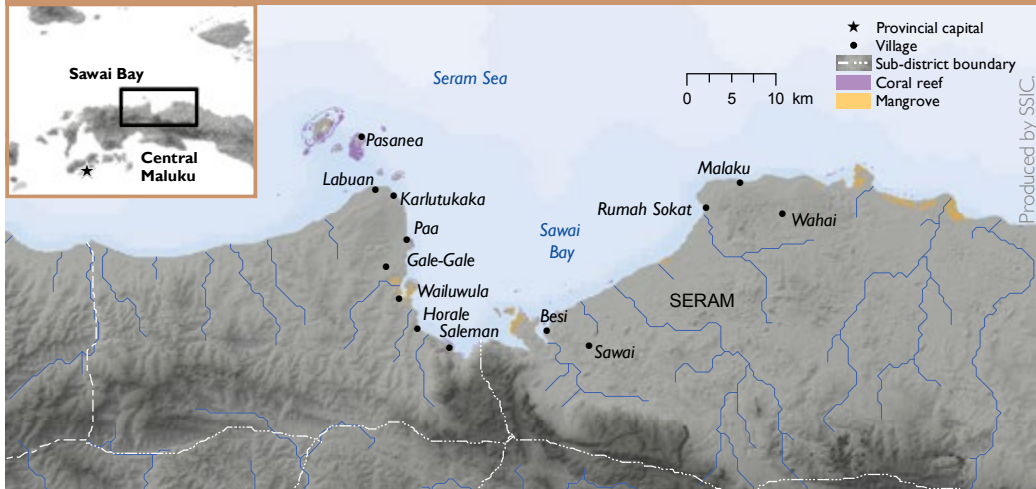 Sawai Bay
Central
Maluku
Seram Sea
0 5 10 km
Provincial capital
Village
Sub-district boundary
Coral reef
Mangrove
Produced by SSIC.
Pasanea
Labuan
Karlutukaka
Paa
Gale-Gale
Wailuwula
Horale
Saleman
Sawai
Bay
Besi
Sawai
SERAM
Malaku
Rumah Sokat
Wahai